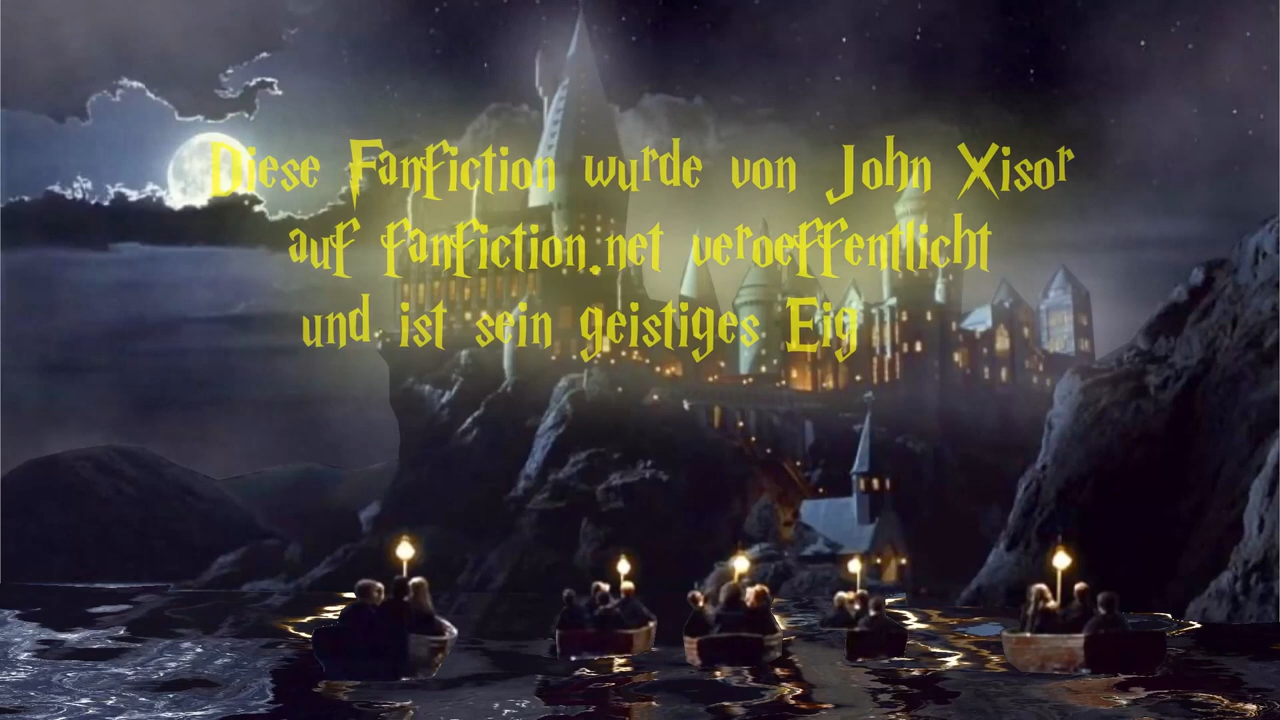 Diese Fanfiction wurde von John Xisor
auf fanfiction.net veroeffentlicht
und ist sein geistiges Eig